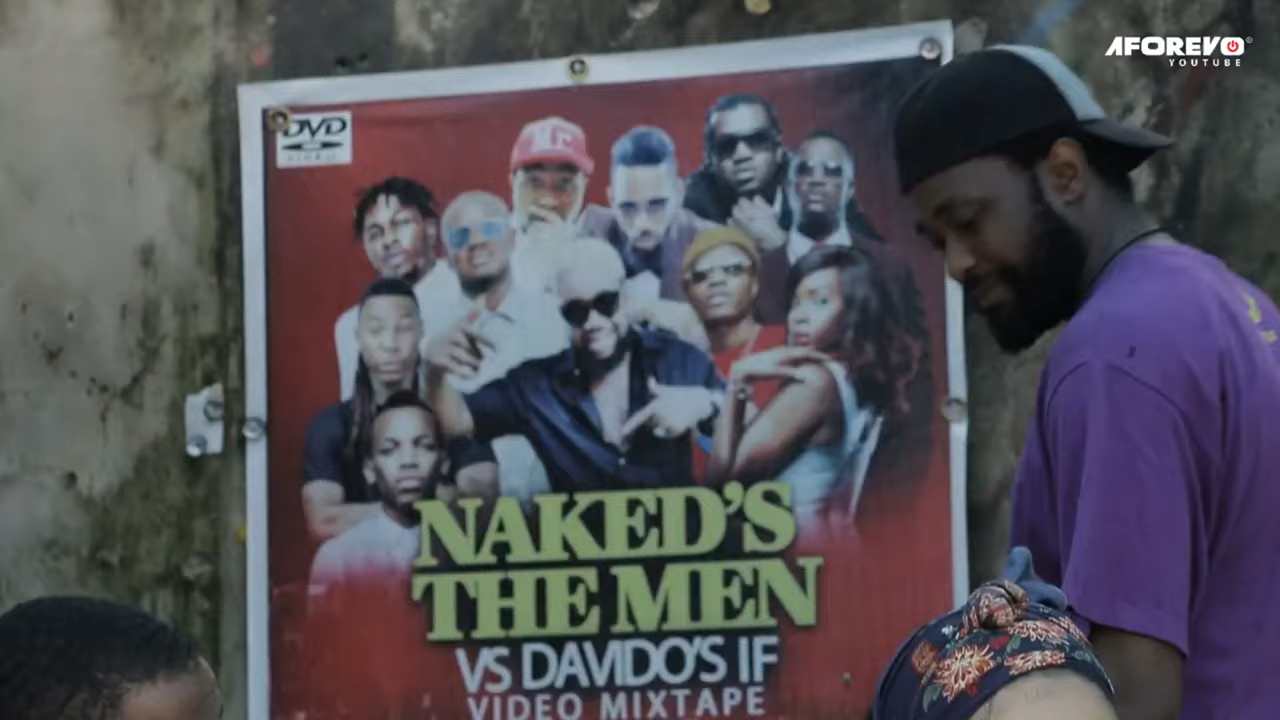 AFOREVO
YOUTUBE
DVD
NAKED'S
THE MEN
VS DAVIDO'S IF
VIDEO MIXTAPE